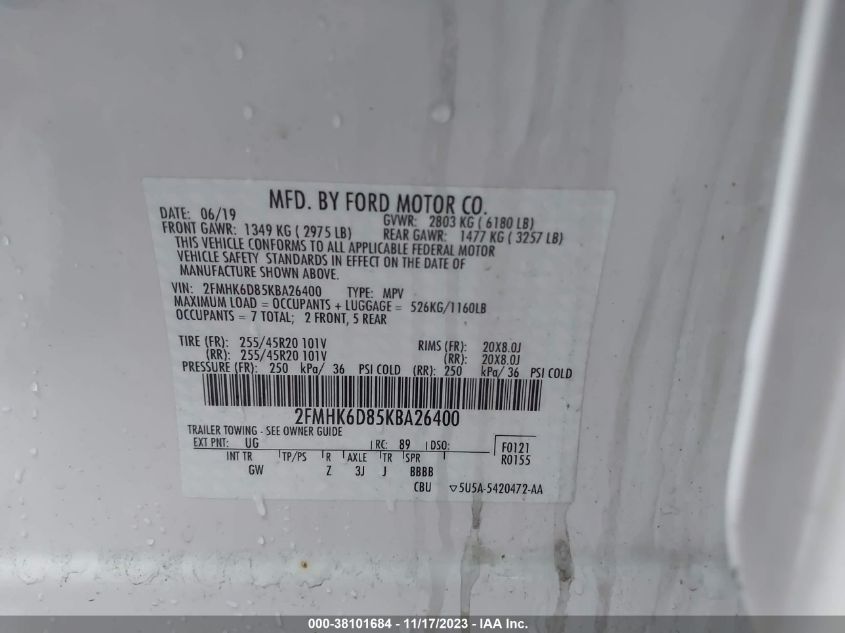 MFD. BY FORD MOTOR CO.
DATE: 06/19 GVWR: 2803 KG ( 6180 LB)
FRONT GAWR: 1349 KG ( 2975 LB) REAR GAWR: 1477 KG ( 3257 LB)
THIS VEHICLE CONFORMS TO ALL APPLICABLE FEDERAL MOTOR
VEHICLE SAFETY STANDARDS IN EFFECT ON THE DATE OF
MANUFACTURE SHOWN ABOVE.
VIN: 2FMHK6D85KBA26400 TYPE: MPV
MAXIMUM LOAD = OCCUPANTS + LUGGAGE = 526KG/1160LB
OCCUPANTS = 7 TOTAL; 2 FRONT, 5 REAR
TIRE (FR): 255/45R20 101V RIMS (FR): 20X8.0J
(RR): 255/45R20 101V (RR): 20X8.0J
PRESSURE (FR): 250 kPa/ 36 PSI COLD (RR): 250 kPa/ 36 PSI COLD
2FMHK6D85KBA26400
TRAILER TOWING - SEE OWNER GUIDE
EXT PNT: UG RC: 89 DSO: F0121
INT TR TP/PS R AXLE TR SPR R0155
GW Z 3J J BBBB
CBU ▽5U5A-5420472-AA
000-38101684 - 11/17/2023 - IAA Inc.